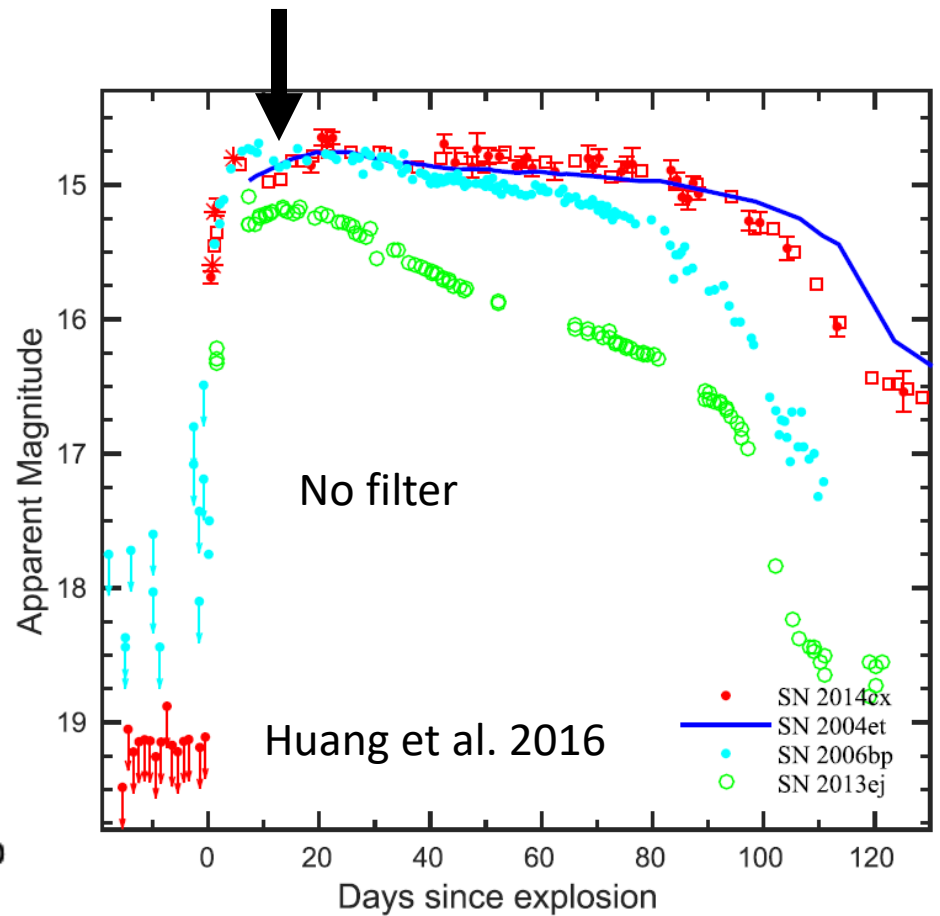 15
16
17
18
19
Apparent Magnitude
No filter
Huang et al. 2016
SN 2014cx
SN 2004et
SN 2006bp
SN 2013ej
0
20
40
60
80
100
120
Days since explosion